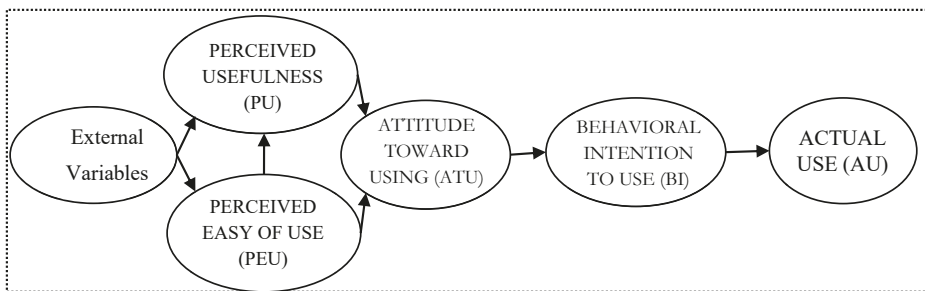 External
Variables
PERCEIVED
USEFULNESS
(PU)
PERCEIVED
EASY OF USE
(PEU)
ATTITUDE
TOWARD
USING (ATU)
BEHAVIORAL
INTENTION
TO USE (BI)
ACTUAL
USE (AU)